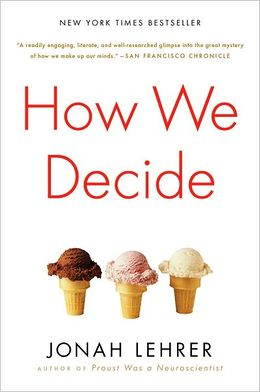 NEW YORK TIMES BESTSELLER
"A readily engaging, literate, and well-researched glimpse into the great mystery
of how we make up our minds." —SAN FRANCISCO CHRONICLE
How We
Decide
JONAH LEHRER
AUTHOR OF Proust Was a Neuroscientist